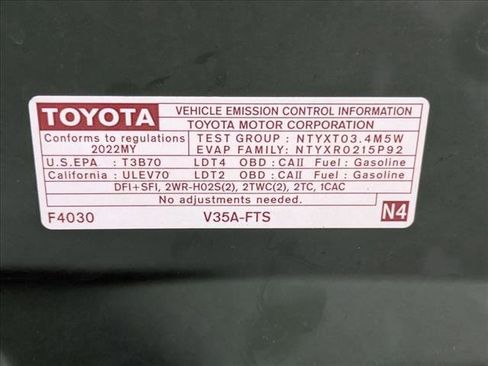 TOYOTA VEHICLE EMISSION CONTROL INFORMATION
TOYOTA MOTOR CORPORATION
Conforms to regulations TEST GROUP : NTYXT03.4M5W
2022MY EVAP FAMILY: NTYXR0215P92
U.S.EPA : T3B70 LDT4 OBD : CAII Fuel : Gasoline
California : ULEV70 LDT2 OBD : CAII Fuel : Gasoline
DFI+SFI, 2WR-HO2S(2), 2TWC(2), 2TC, 1CAC
No adjustments needed.
F4030 V35A-FTS N4